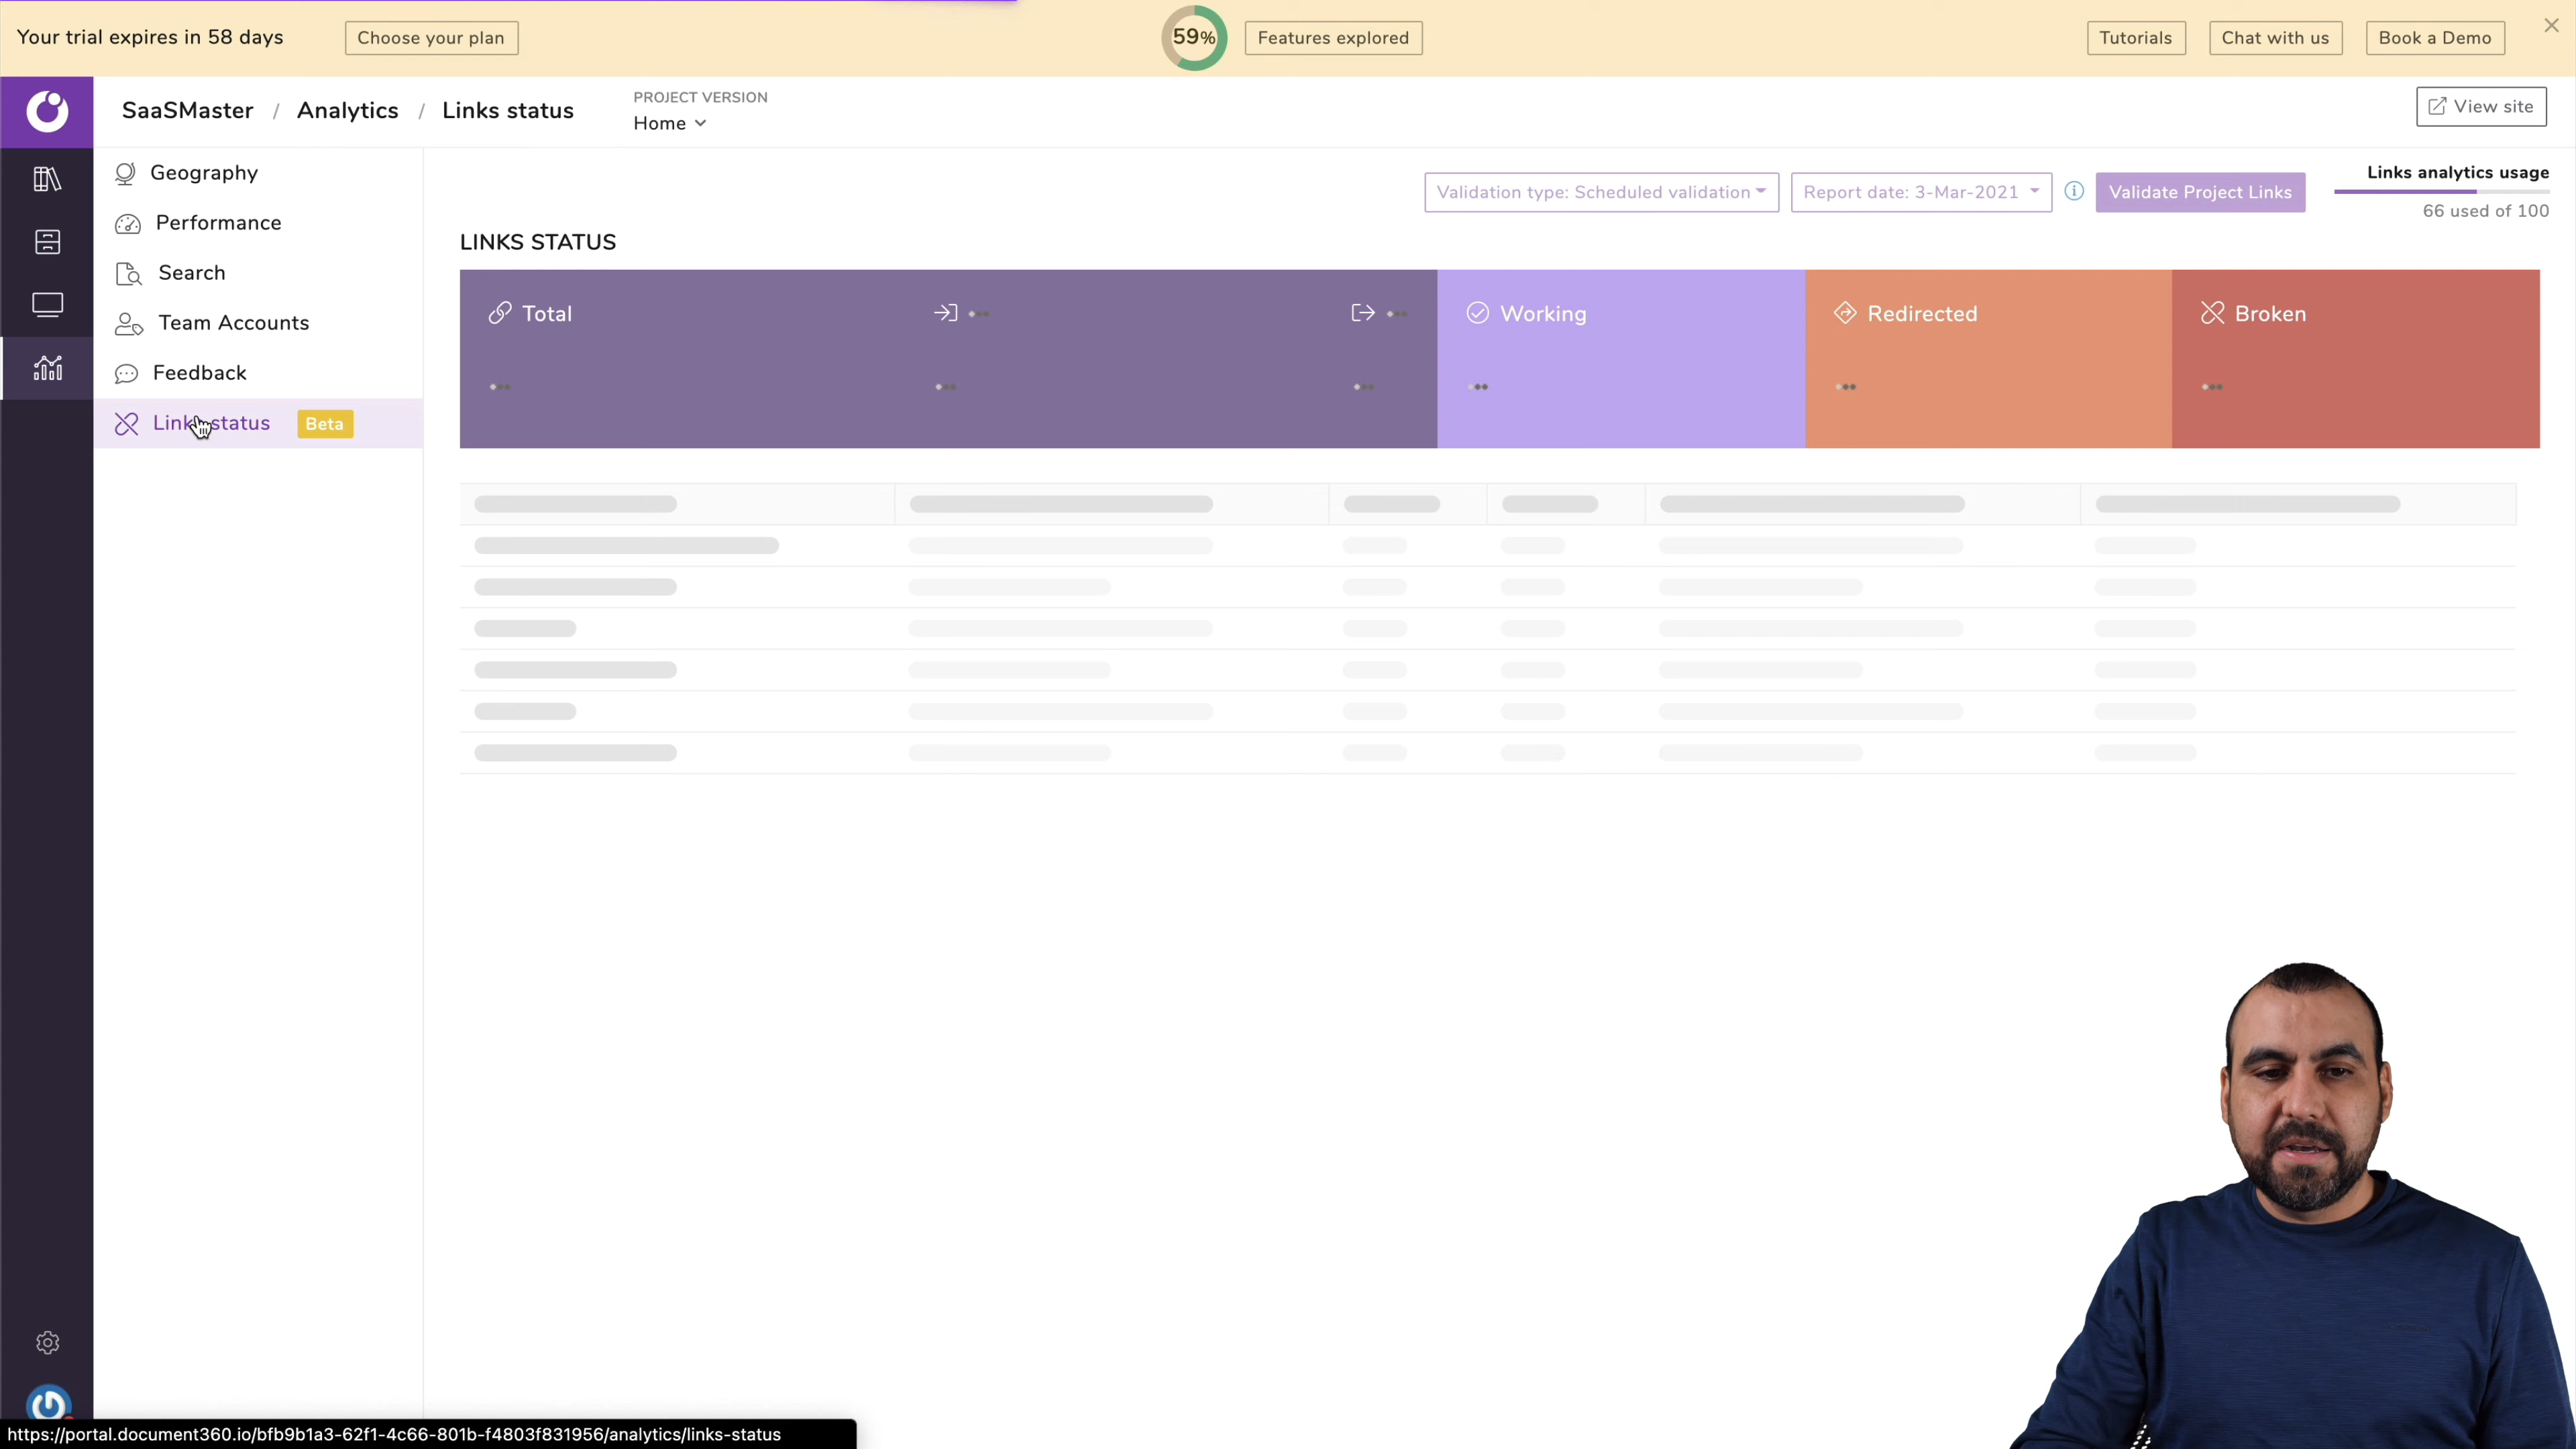 Your trial expires in 58 days
Choose your plan
59%
Features explored
Tutorials
Chat with us
Book a Demo
SaaSMaster / Analytics / Links status
PROJECT VERSION
Home
View site
Geography
Performance
Search
Team Accounts
Feedback
Links status
Beta
Validation type: Scheduled validation
Report date: 3-Mar-2021
Validate Project Links
Links analytics usage
66 used of 100
LINKS STATUS
Total
Working
Redirected
Broken
https://portal.document360.io/bfb9b1a3-62f1-4c66-801b-f4803f831956/analytics/links-status